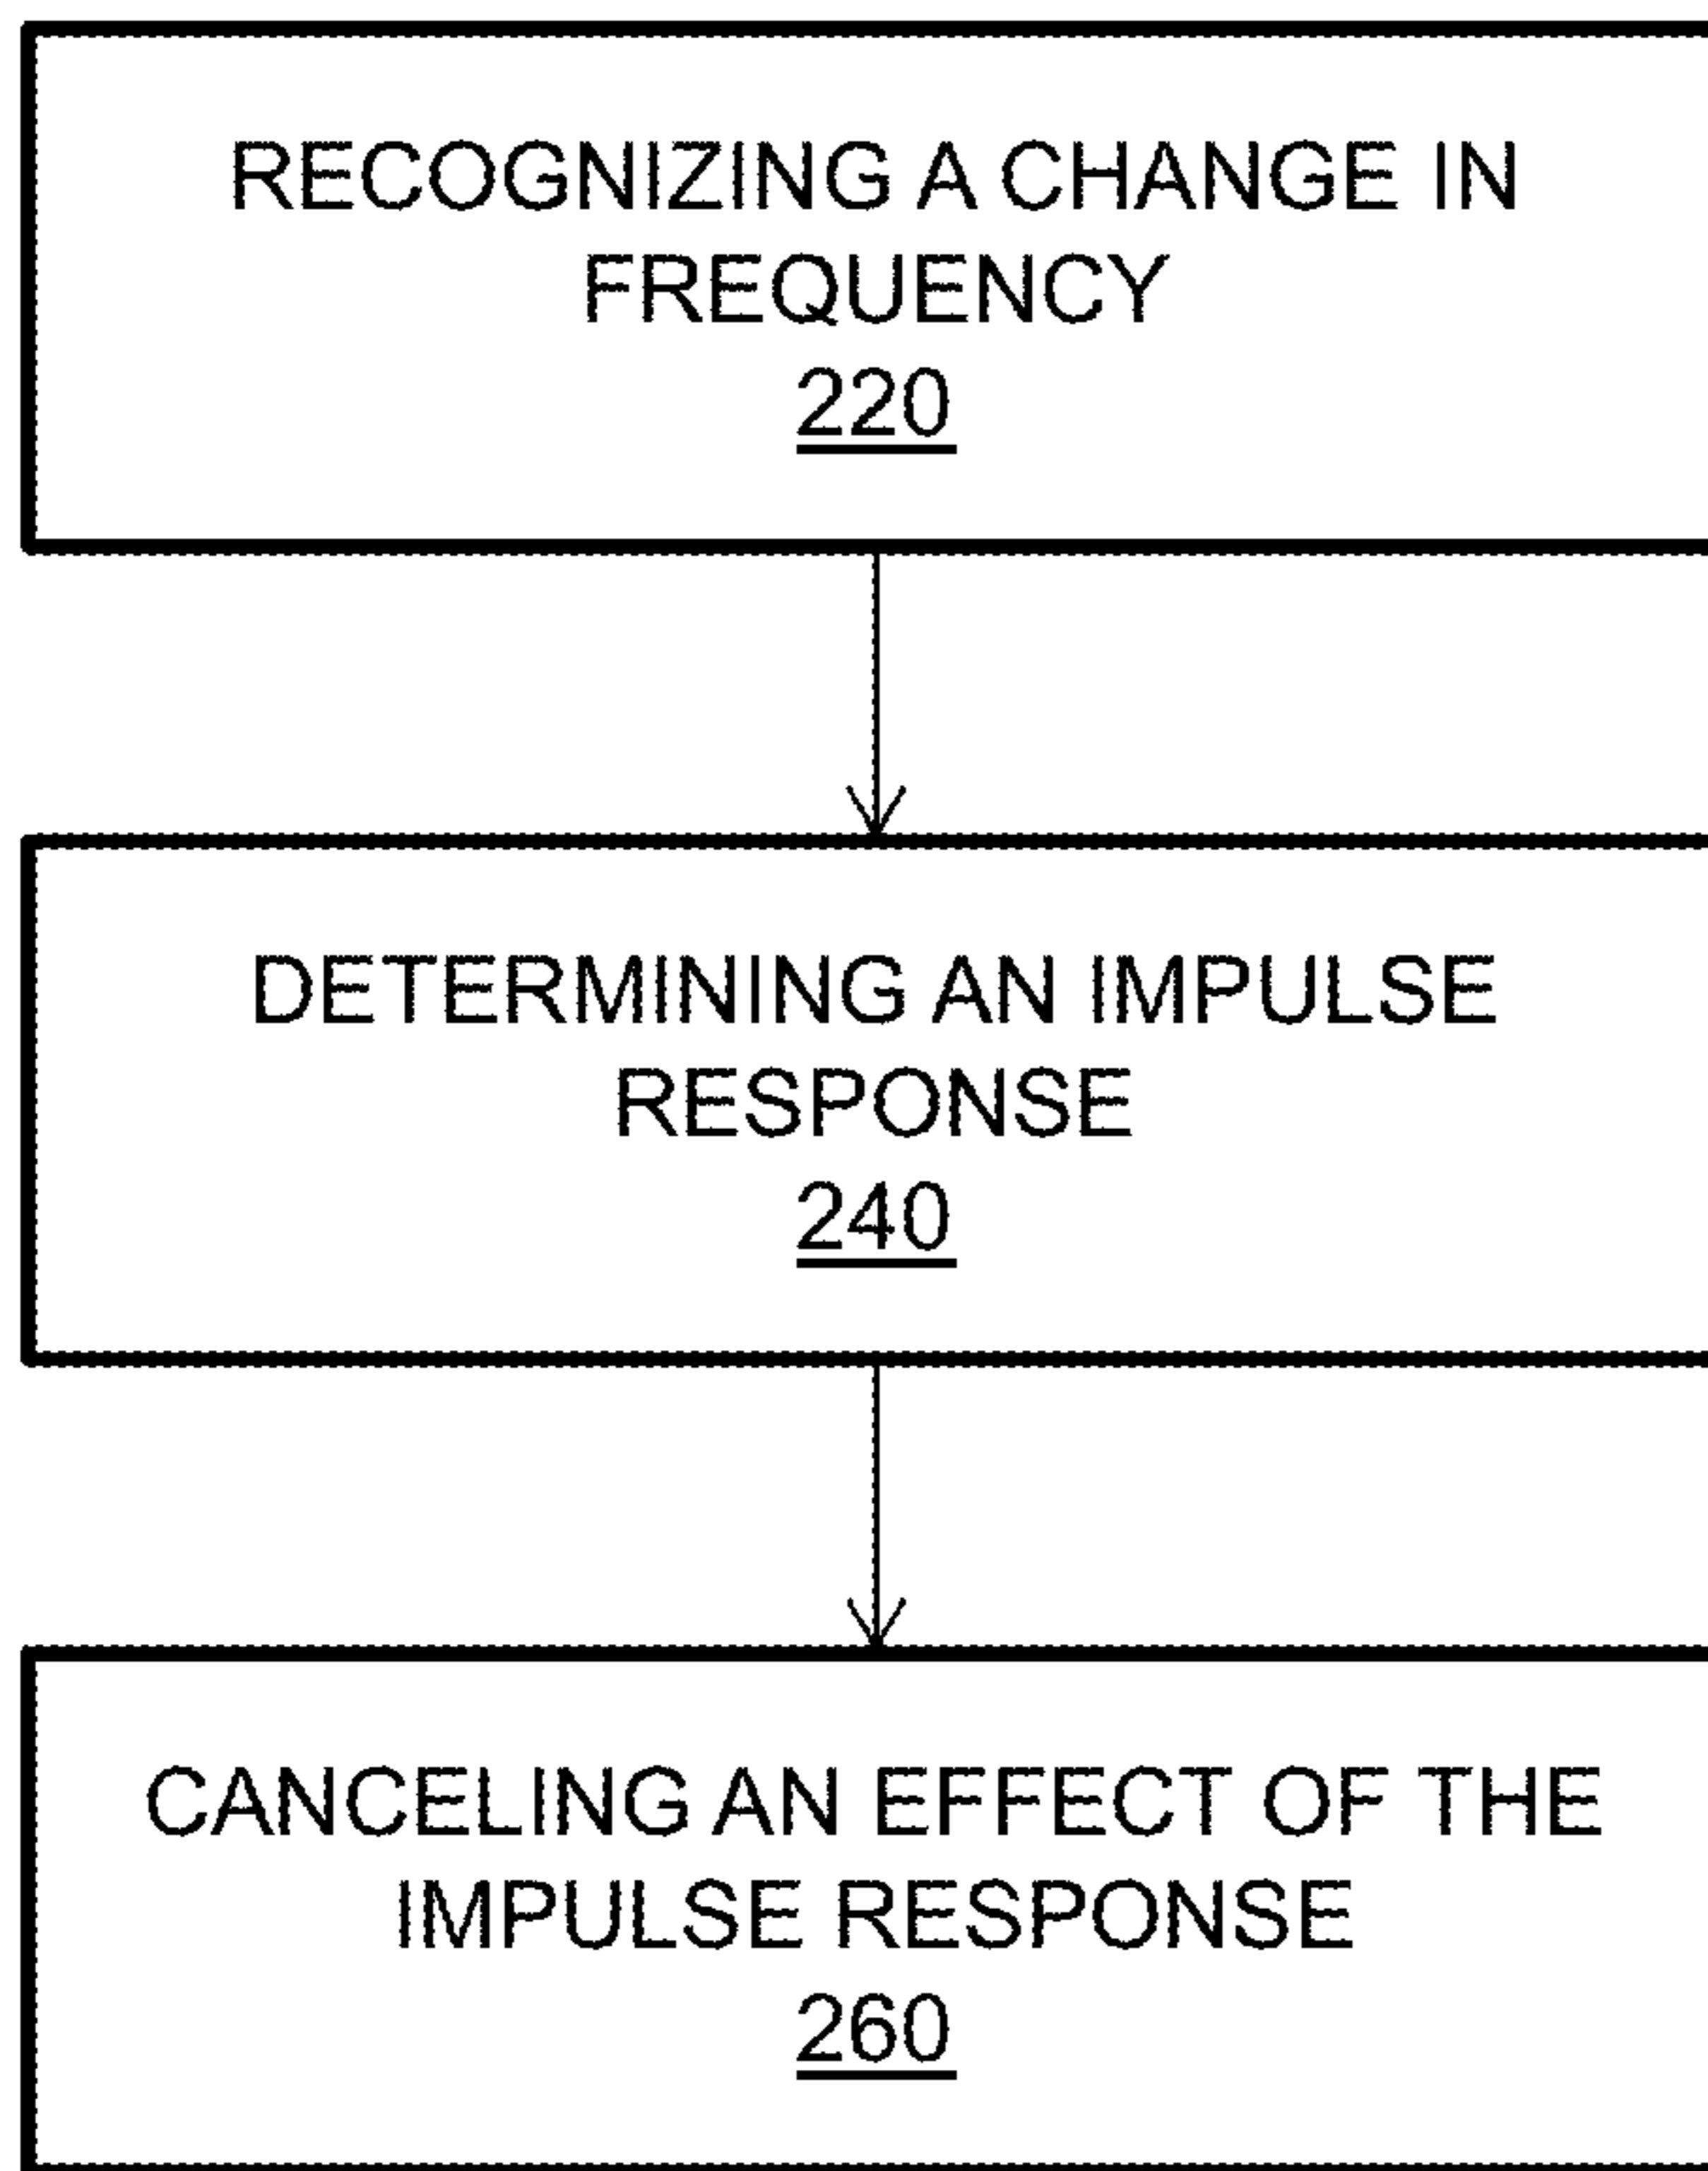 RECOGNIZING A CHANGE IN
FREQUENCY
220
DETERMINING AN IMPULSE
RESPONSE
240
CANCELING AN EFFECT OF THE
IMPULSE RESPONSE
260